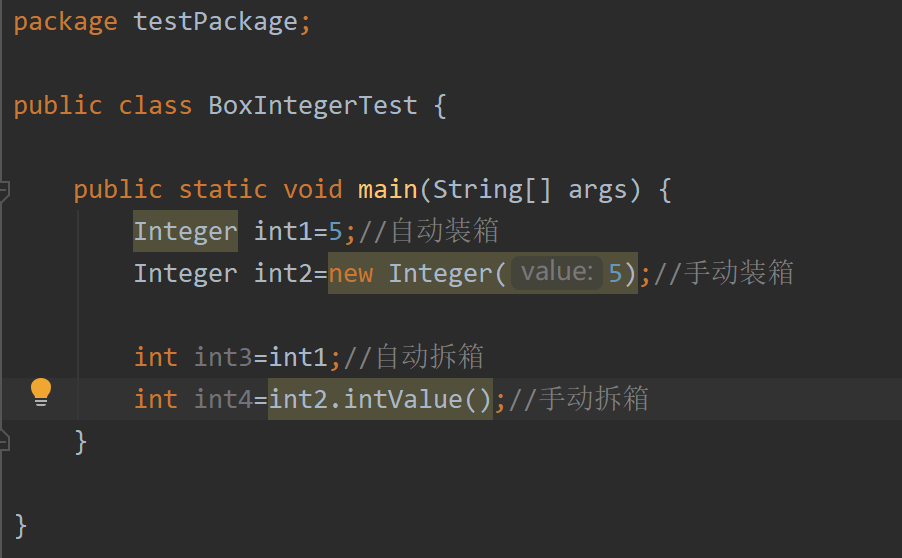 package testPackage;
public class BoxIntegerTest {
public static void main(String[] args) {
Integer int1=5;//自动装箱
Integer int2=new Integer( value: 5);//手动装箱
int int3=int1;//自动拆箱
int int4=int2.intValue();//手动拆箱
}
}